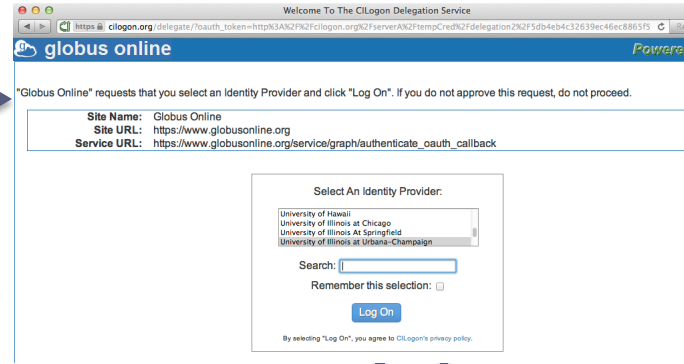 Welcome To The CILogon Delegation Service
https cilogon.org/delegate/?oauth_token=http%3A%2F%2Fcilogon.org%2FserverA%2FtempCred%2Fdelegation2%2F5db4eb4c32639ec46ec8865f5
globus online
Powere
"Globus Online" requests that you select an Identity Provider and click "Log On". If you do not approve this request, do not proceed.
Site Name: Globus Online
Site URL: https://www.globusonline.org
Service URL: https://www.globusonline.org/service/graph/authenticate_oauth_callback
Select An Identity Provider:
University of Hawaii
University of Illinois at Chicago
University of Illinois At Springfield
University of Illinois at Urbana-Champaign
Search:
Remember this selection:
Log On
By selecting "Log On", you agree to CILogon's privacy policy.